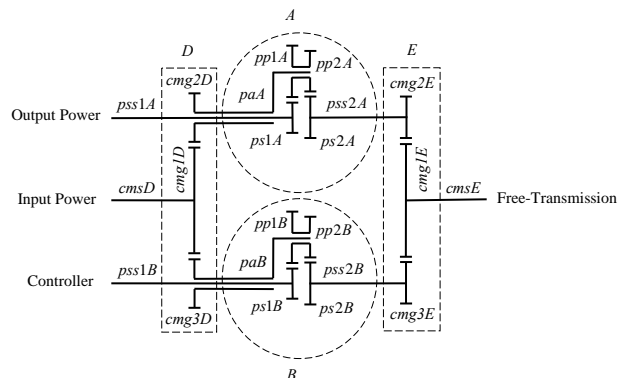 A
D
E
pp1A
pp2A
cmg2D
cmg2E
paA
pss1A
pss2A
Output Power
ps1A
ps2A
cmg1D
cmg1E
Input Power
cmsD
cmsE
Free-Transmission
pp1B
pp2B
paB
pss2B
Controller
pss1B
ps1B
ps2B
cmg3D
cmg3E
B